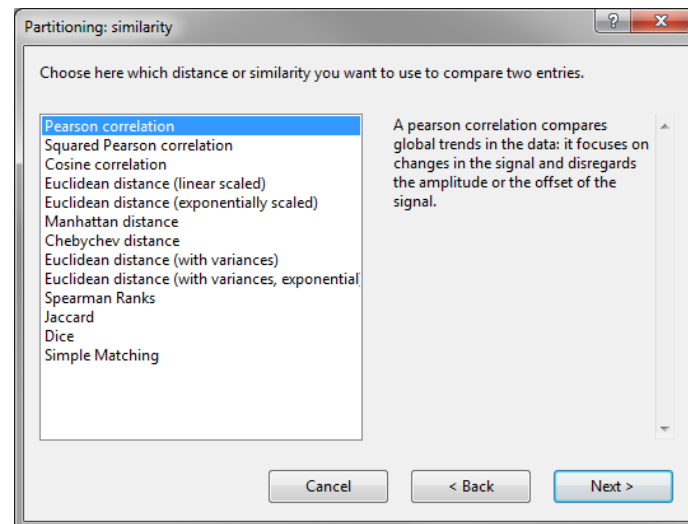 Partitioning: similarity
Choose here which distance or similarity you want to use to compare two entries.
Pearson correlation
Squared Pearson correlation
Cosine correlation
Euclidean distance (linear scaled)
Euclidean distance (exponentially scaled)
Manhattan distance
Chebychev distance
Euclidean distance (with variances)
Euclidean distance (with variances, exponential
Spearman Ranks
Jaccard
Dice
Simple Matching
A pearson correlation compares
global trends in the data: it focuses on
changes in the signal and disregards
the amplitude or the offset of the
signal.
Cancel
< Back
Next >